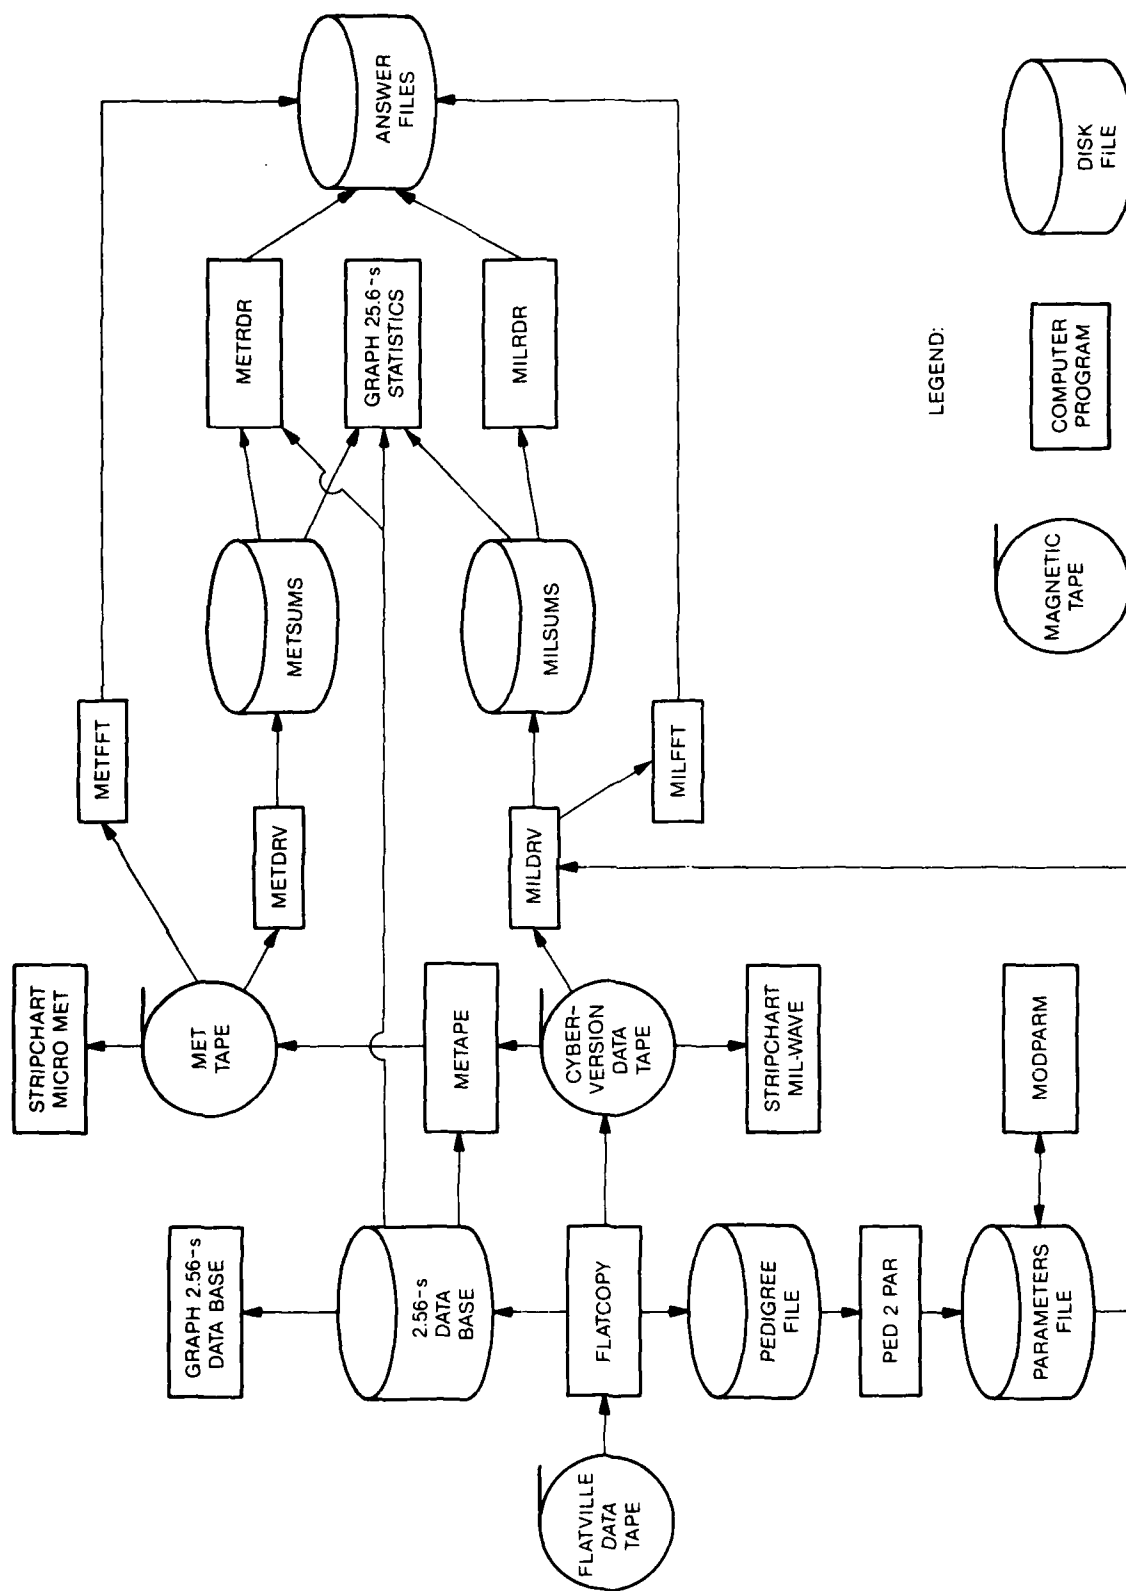 STRIPCHART
MICRO MET
METFFT
GRAPH 2.56-s
DATA BASE
MET
TAPE
METDRV
METSUMS
METRDR
ANSWER
FILES
2.56-s
DATA
BASE
METAPE
GRAPH 25.6-s
STATISTICS
FLATVILLE
DATA
TAPE
FLATCOPY
CYBER-
VERSION
DATA
TAPE
MILDRV
MILSUMS
MILRDR
PEDIGREE
FILE
STRIPCHART
MIL-WAVE
MILFFT
PED 2 PAR
PARAMETERS
FILE
MODPARM
LEGEND:
MAGNETIC
TAPE
COMPUTER
PROGRAM
DISK
FILE